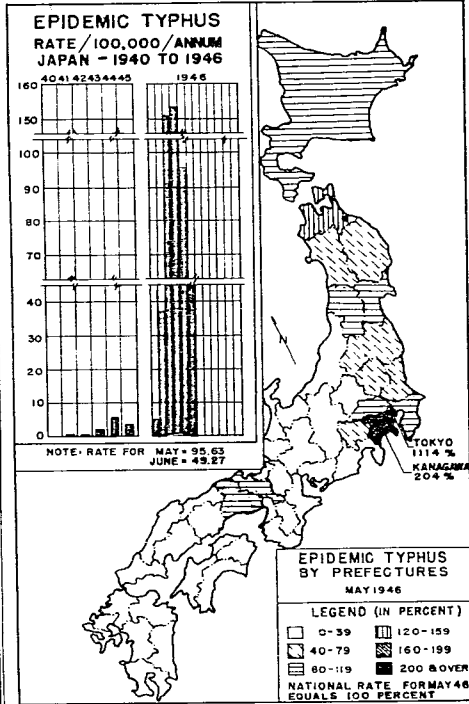 EPIDEMIC TYPHUS
RATE/100,000/ANNUM
JAPAN - 1940 TO 1946
40 41 42 43 44 45 1946
160
150
100
90
80
70
40
30
20
10
0
NOTE: RATE FOR MAY = 95.63
JUNE = 49.27
N
TOKYO
1114 %
KANAGAWA
204 %
EPIDEMIC TYPHUS
BY PREFECTURES
MAY 1946
LEGEND (IN PERCENT)
0-39 120-159
40-79 160-199
80-119 200 & OVER
NATIONAL RATE FOR MAY 46
EQUALS 100 PERCENT